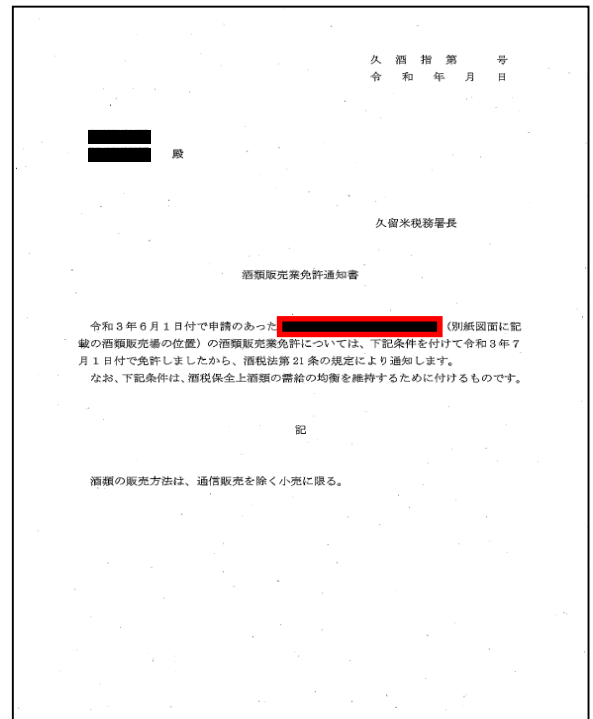 久酒指第　　号
令和　年　月　日
殿
久留米税務署長
酒類販売業免許通知書
令和３年６月１日付で申請のあった　　　　　　　　　　（別紙図面に記
載の酒類販売場の位置）の酒類販売業免許については、下記条件を付けて令和３年７
月１日付で免許しましたから、酒税法第 21 条の規定により通知します。
なお、下記条件は、酒税保全上酒類の需給の均衡を維持するために付けるものです。
記
酒類の販売方法は、通信販売を除く小売に限る。